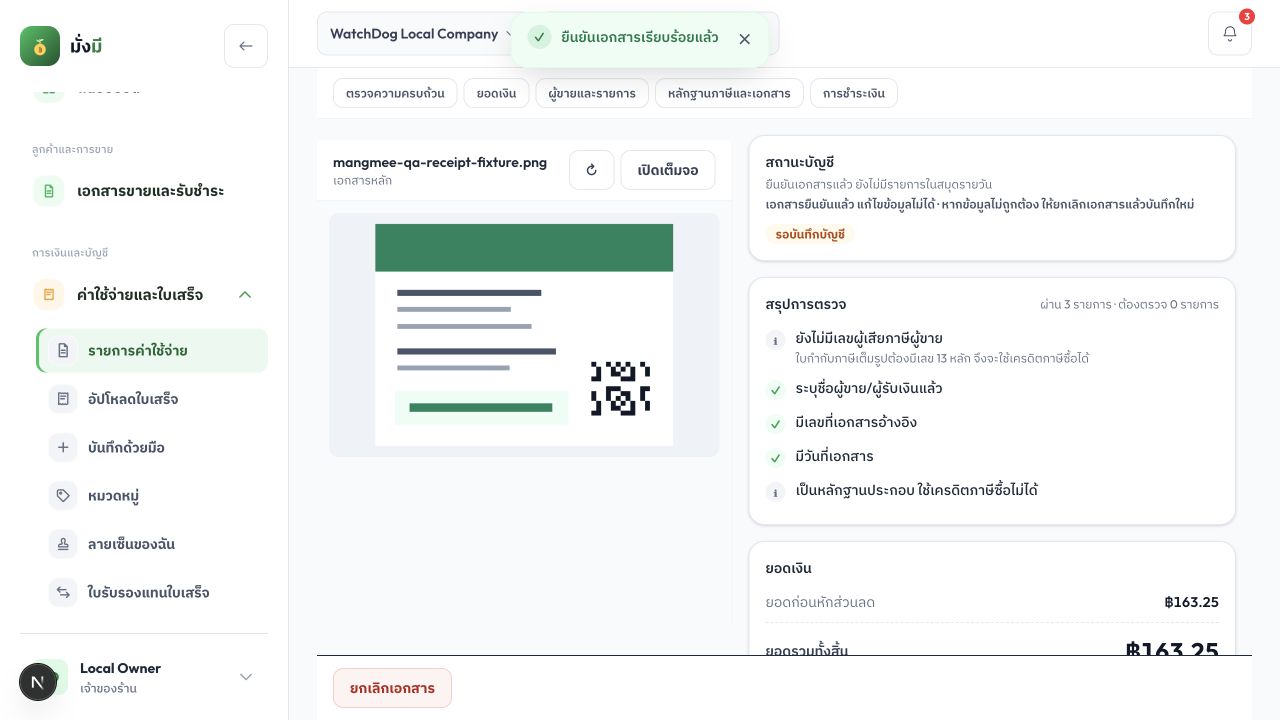 มั่งมี
ลูกค้าและการขาย
เอกสารขายและรับชำระ
การเงินและบัญชี
ค่าใช้จ่ายและใบเสร็จ
รายการค่าใช้จ่าย
อัปโหลดใบเสร็จ
บันทึกด้วยมือ
หมวดหมู่
ลายเซ็นของฉัน
ใบรับรองแทนใบเสร็จ
N
Local Owner
เจ้าของร้าน
WatchDog Local Company
ยืนยันเอกสารเรียบร้อยแล้ว
3
ตรวจความครบถ้วน
ยอดเงิน
ผู้ขายและรายการ
หลักฐานภาษีและเอกสาร
การชำระเงิน
mangmee-qa-receipt-fixture.png
เอกสารหลัก
เปิดเต็มจอ
สถานะบัญชี
ยืนยันเอกสารแล้ว ยังไม่มีรายการในสมุดรายวัน
เอกสารยืนยันแล้ว แก้ไขข้อมูลไม่ได้ · หากข้อมูลไม่ถูกต้อง ให้ยกเลิกเอกสารแล้วบันทึกใหม่
รอบันทึกบัญชี
สรุปการตรวจ
ผ่าน 3 รายการ · ต้องตรวจ 0 รายการ
ยังไม่มีเลขผู้เสียภาษีผู้ขาย
ใบกำกับภาษีเต็มรูปต้องมีเลข 13 หลัก จึงจะใช้เครดิตภาษีซื้อได้
ระบุชื่อผู้ขาย/ผู้รับเงินแล้ว
มีเลขที่เอกสารอ้างอิง
มีวันที่เอกสาร
เป็นหลักฐานประกอบ ใช้เครดิตภาษีซื้อไม่ได้
ยอดเงิน
ยอดก่อนหักส่วนลด
฿163.25
ยอดรวมทั้งสิ้น
฿163.25
ยกเลิกเอกสาร